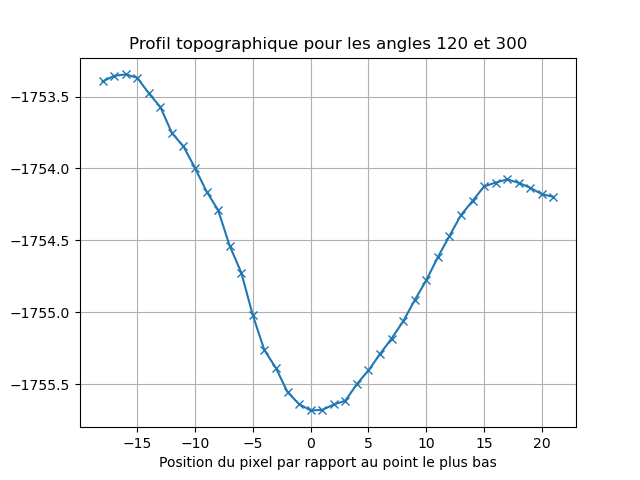 Profil topographique pour les angles 120 et 300
−1753.5
−1754.0
−1754.5
−1755.0
−1755.5
−15 −10 −5 0 5 10 15 20
Position du pixel par rapport au point le plus bas